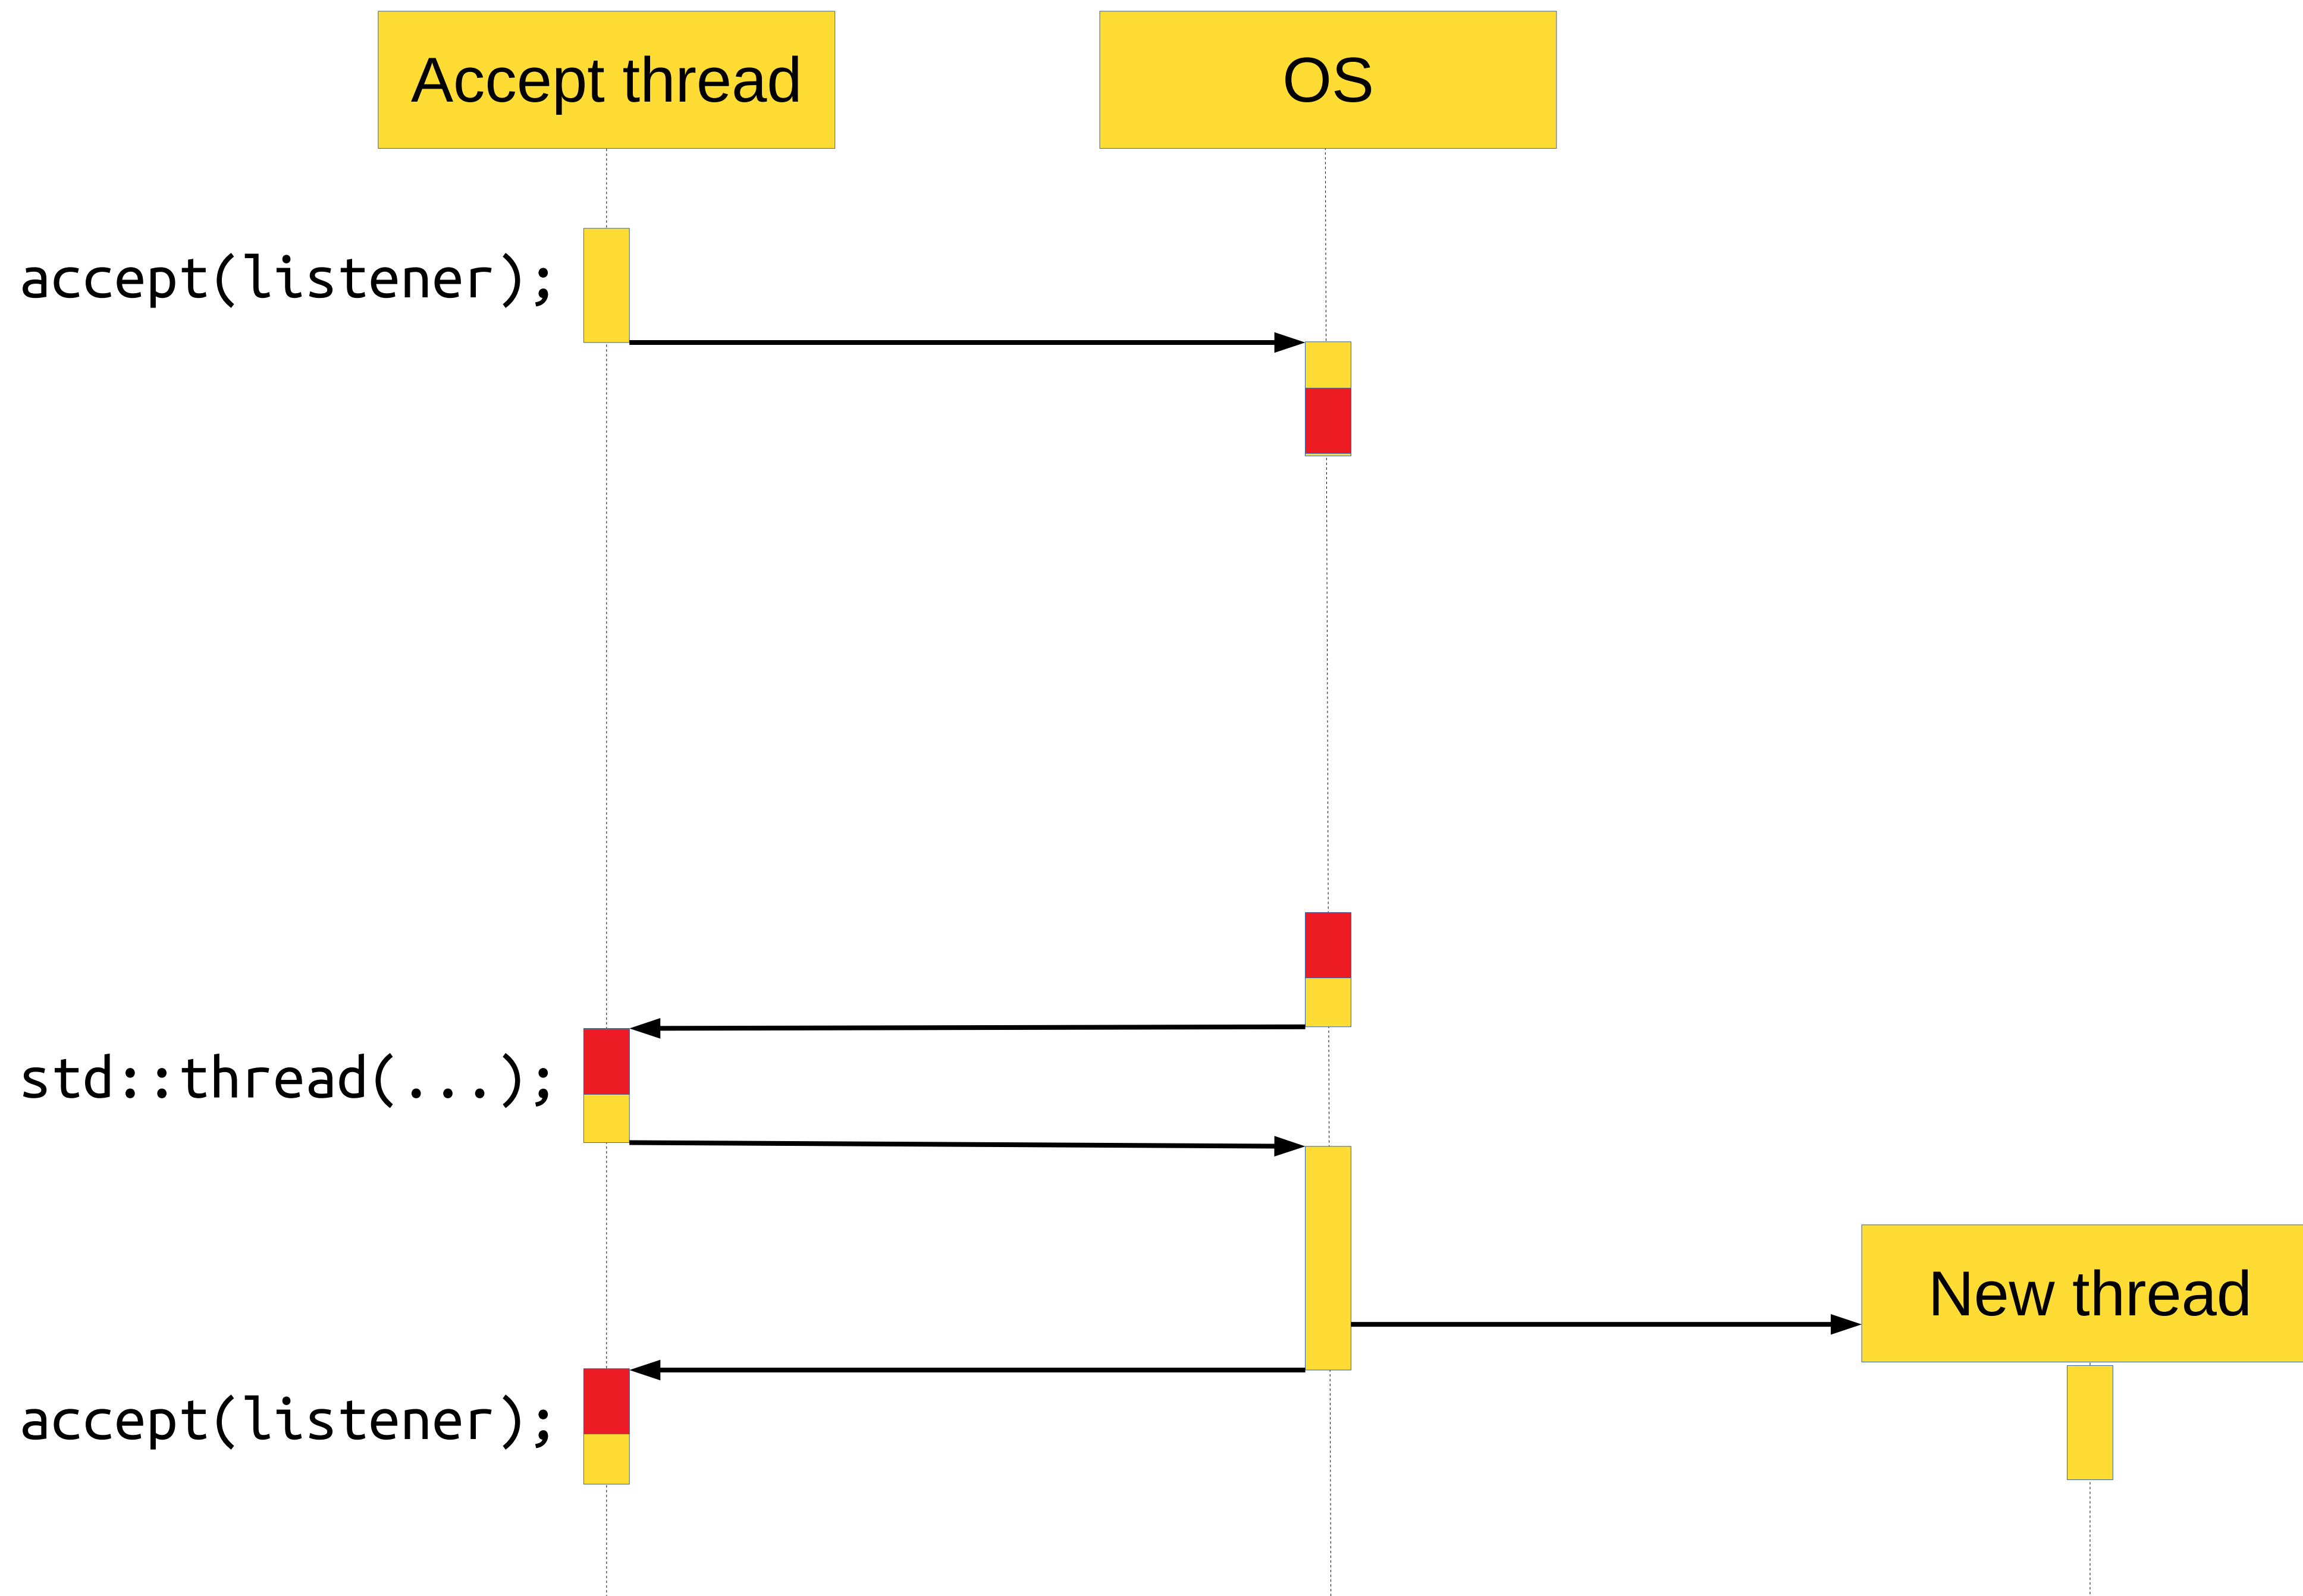 Accept thread
OS
accept(listener);
std::thread(...);
New thread
accept(listener);